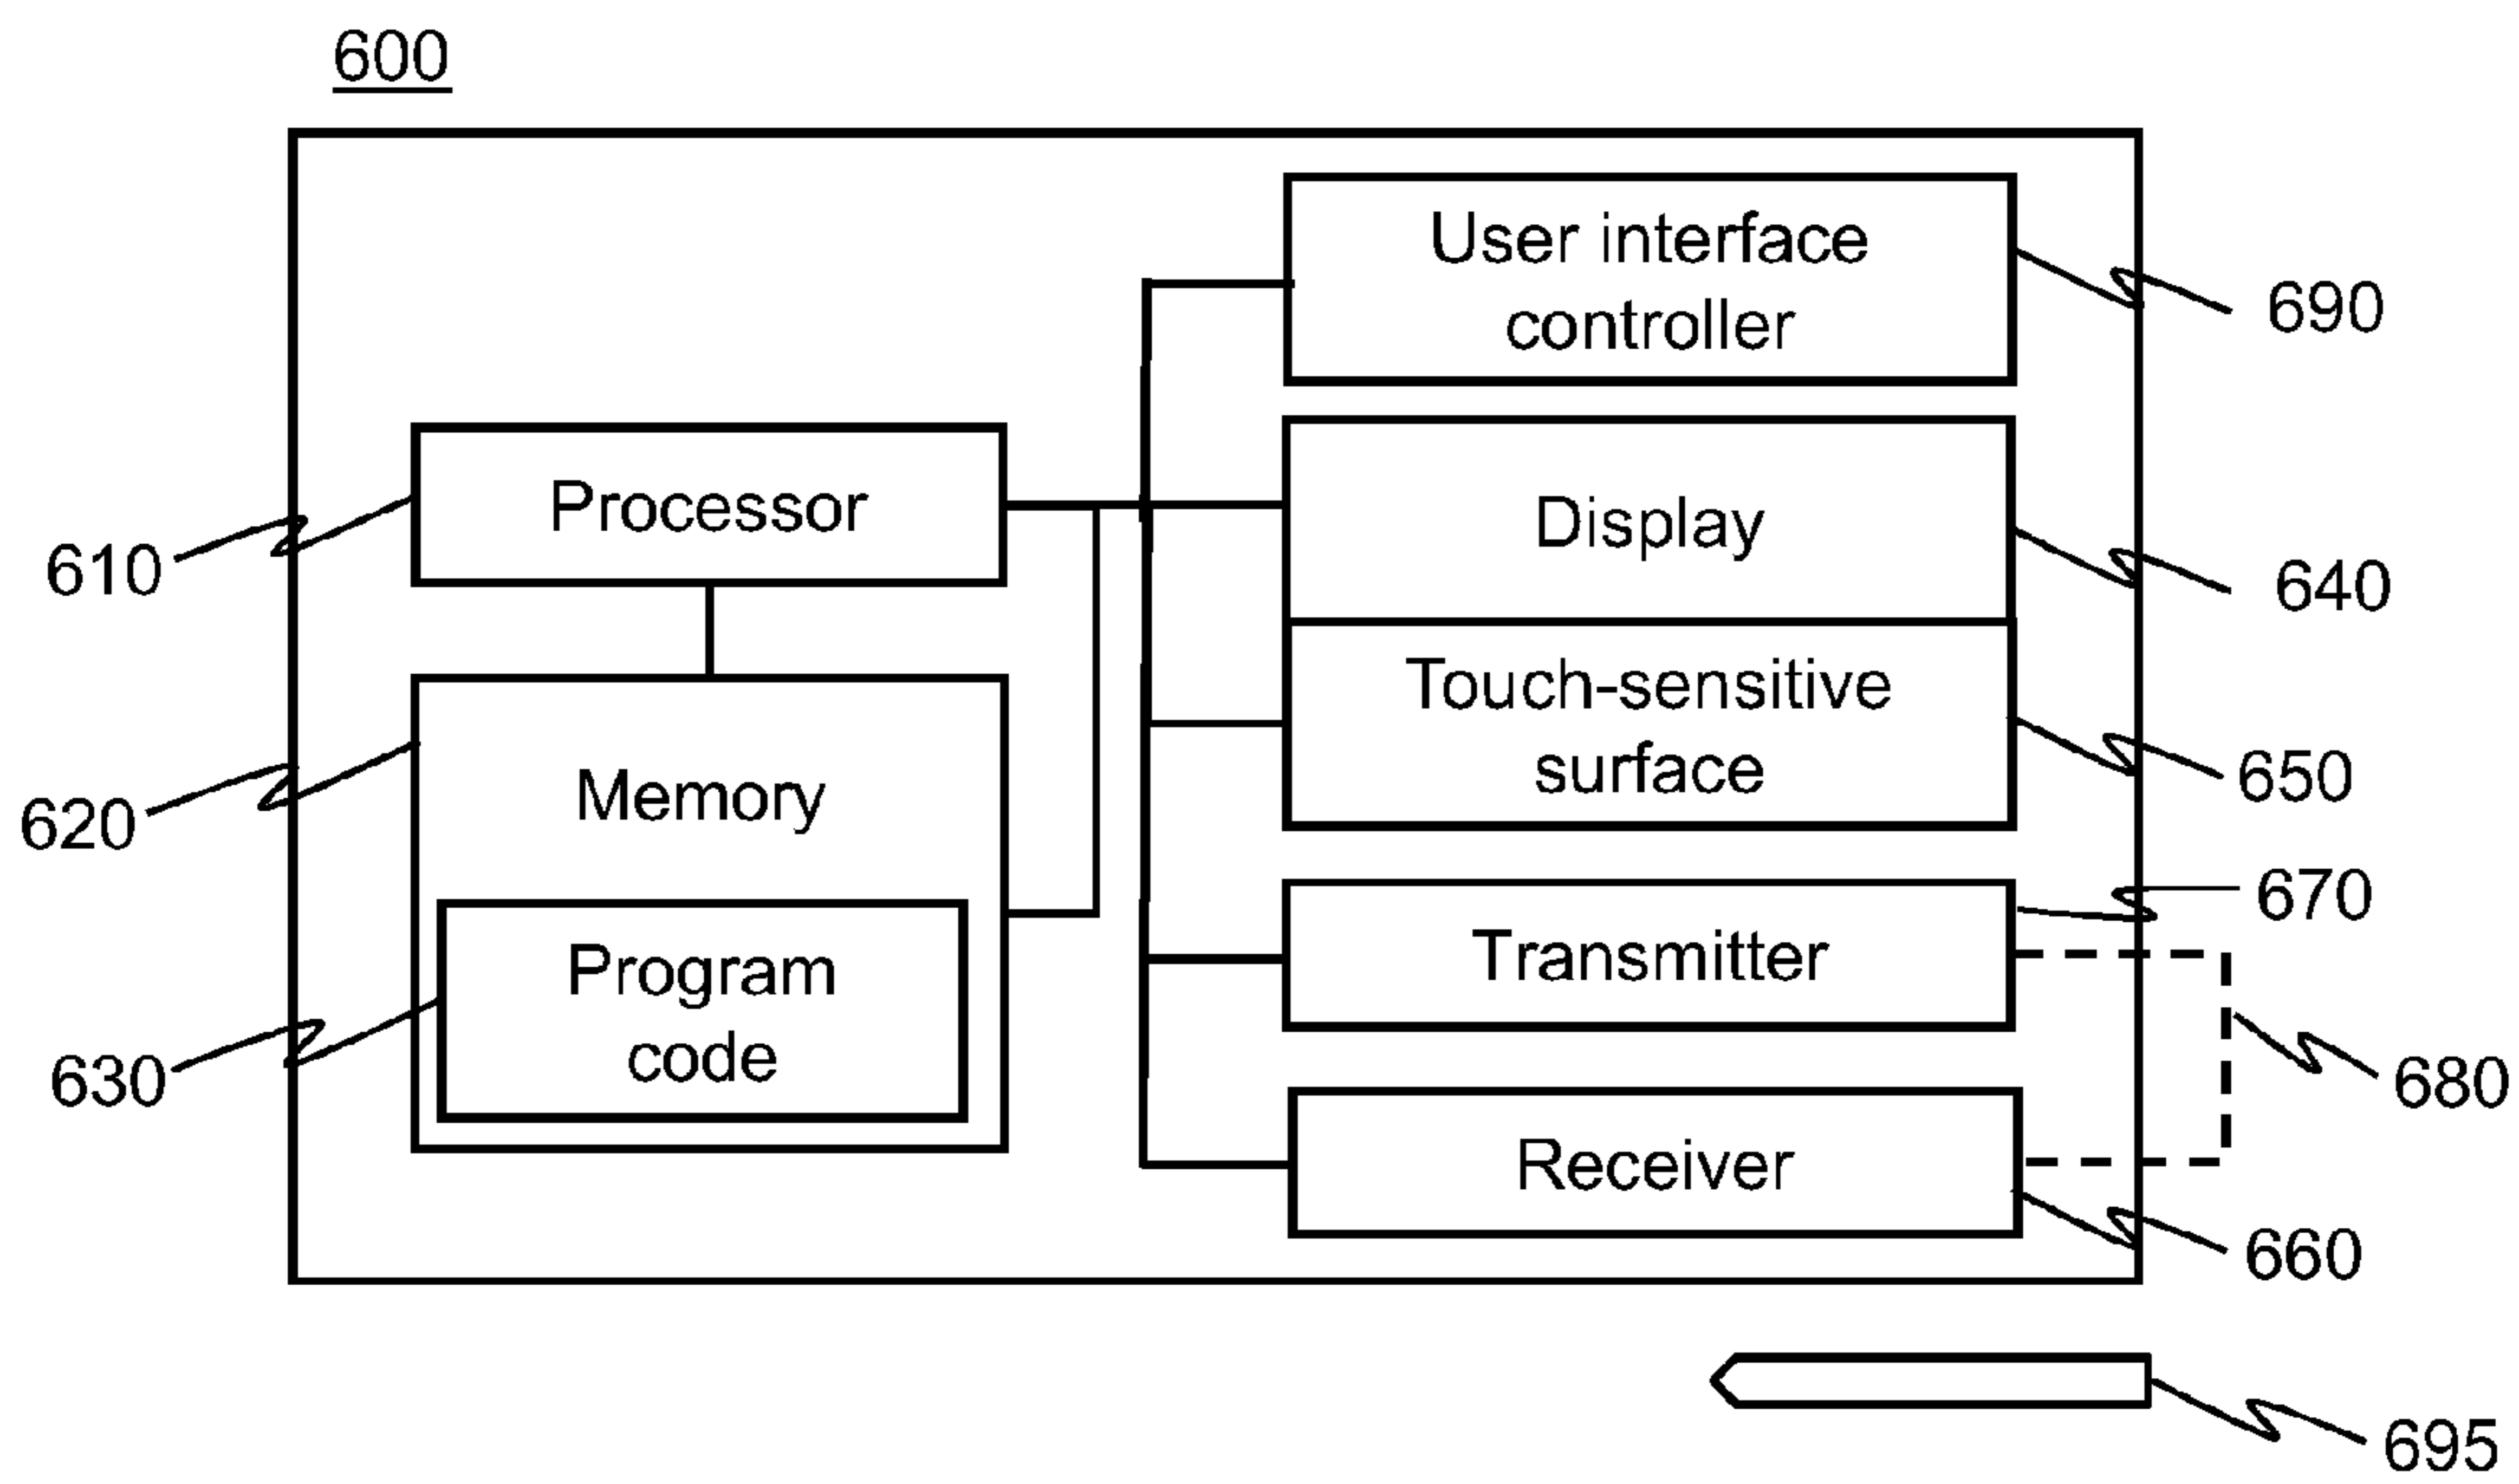 600
User interface
controller
690
Processor
610
Display
640
Touch-sensitive
surface
650
Memory
620
Program
code
630
Transmitter
670
680
Receiver
660
695